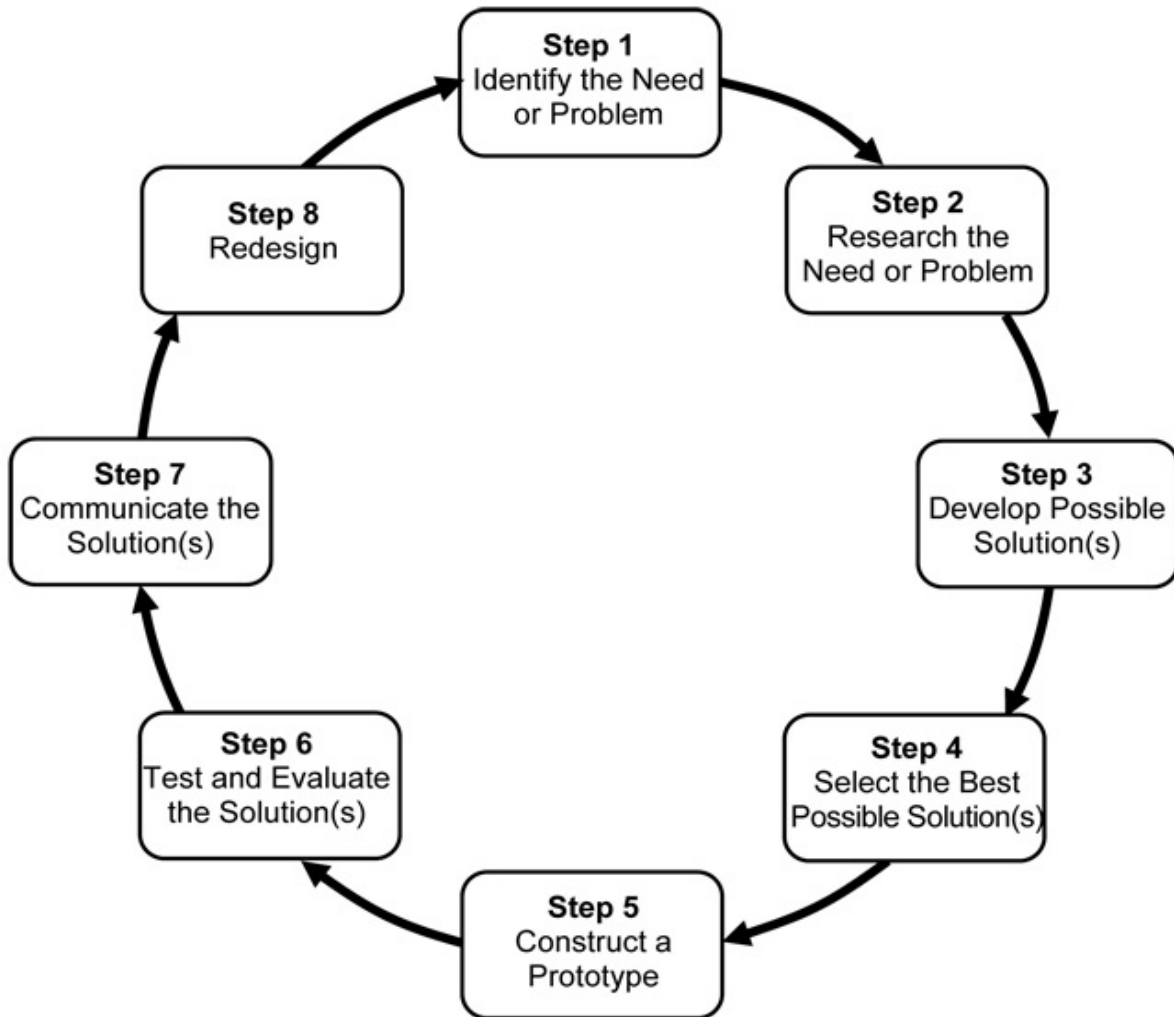 Step 1
Identify the Need
or Problem
Step 2
Research the
Need or Problem
Step 3
Develop Possible
Solution(s)
Step 4
Select the Best
Possible Solution(s)
Step 5
Construct a
Prototype
Step 6
Test and Evaluate
the Solution(s)
Step 7
Communicate the
Solution(s)
Step 8
Redesign